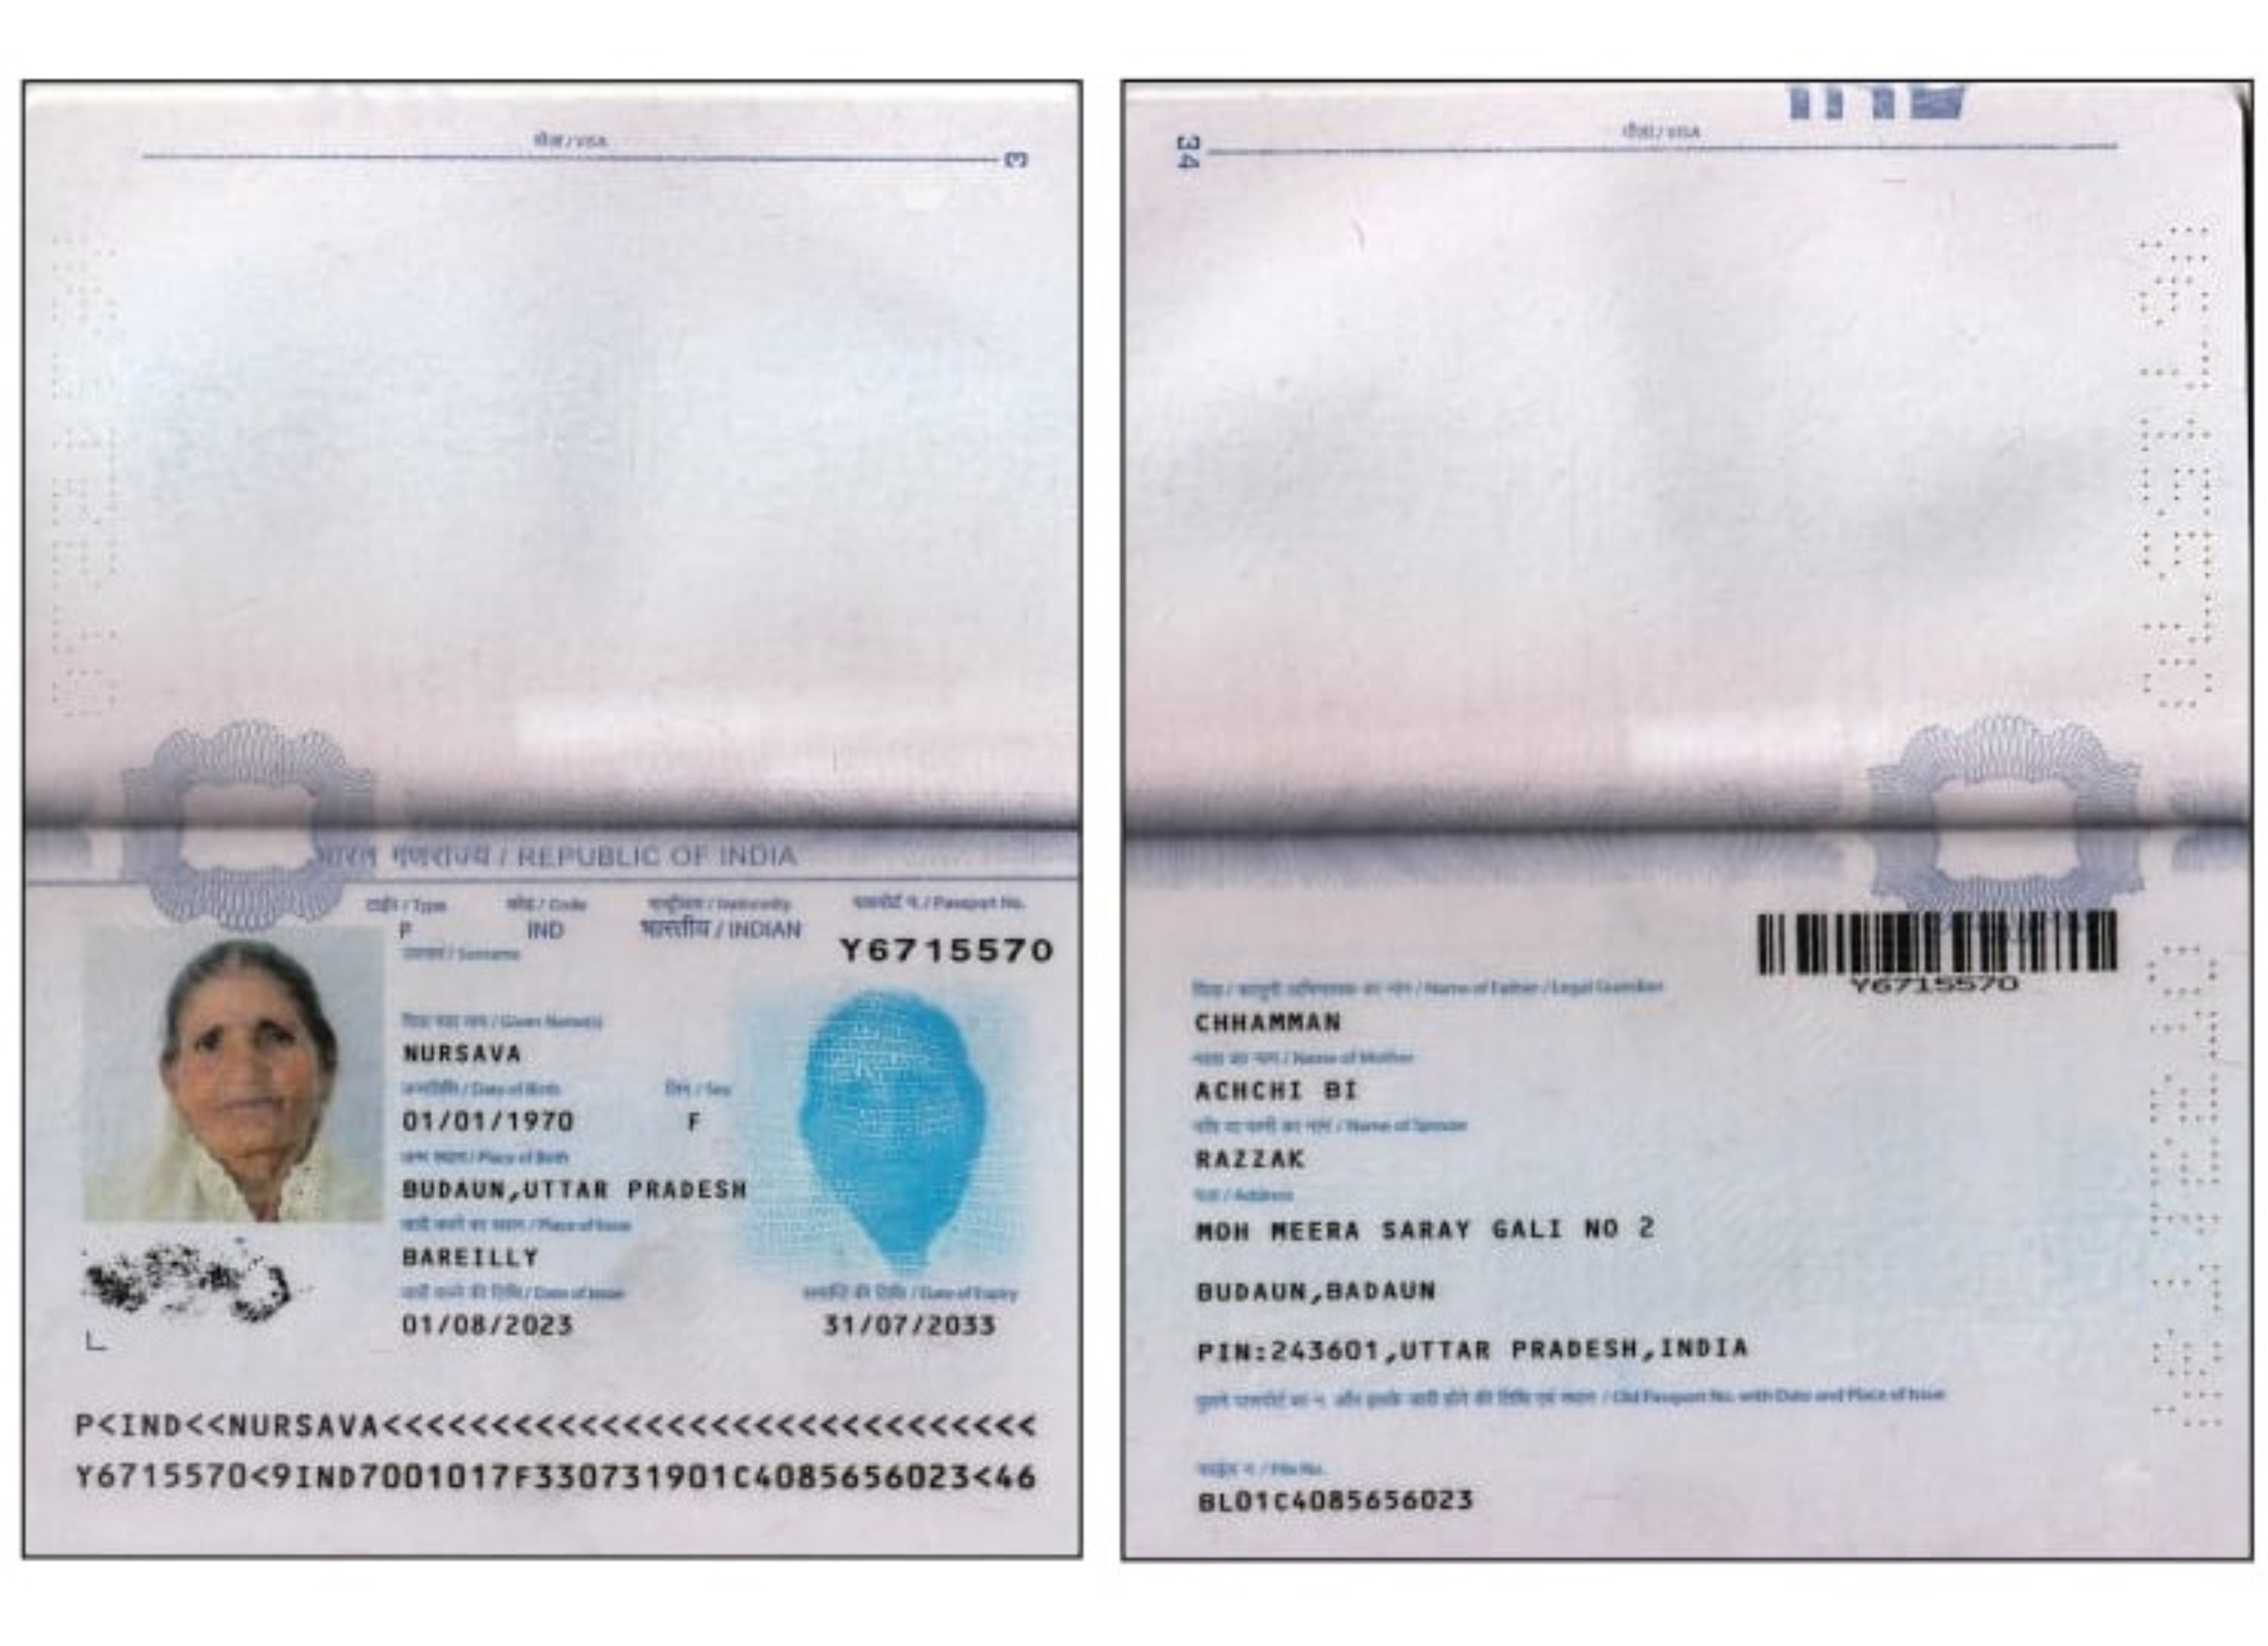 वीज़ा / VISA
3
भारत गणराज्य / REPUBLIC OF INDIA
टाईप / Type
कोड / Code
राष्ट्रीयता / Nationality
पासपोर्ट न. / Passport No.
P
IND
भारतीय / INDIAN
Y6715570
उपनाम / Surname
दिया गया नाम / Given Name(s)
NURSAVA
जन्मतिथि / Date of Birth
लिंग / Sex
01/01/1970
F
जन्म स्थान / Place of Birth
BUDAUN,UTTAR PRADESH
जारी करने का स्थान / Place of Issue
BAREILLY
जारी करने की तिथि / Date of Issue
समाप्ति की तिथि / Date of Expiry
01/08/2023
31/07/2033
P<IND<<NURSAVA<<<<<<<<<<<<<<<<<<<<<<<<<<<<<<
Y6715570<9IND7001017F330731901C4085656023<46
34
वीज़ा / VISA
Y6715570
पिता / कानूनी अभिभावक का नाम / Name of Father / Legal Guardian
CHHAMMAN
माता का नाम / Name of Mother
ACHCHI BI
पति या पत्नी का नाम / Name of Spouse
RAZZAK
पता / Address
MOH MEERA SARAY GALI NO 2
BUDAUN,BADAUN
PIN:243601,UTTAR PRADESH,INDIA
पुराने पासपोर्ट का न. और इसके जारी होने की तिथि एवं स्थान / Old Passport No. with Date and Place of Issue
फाईल न. / File No.
BL01C4085656023